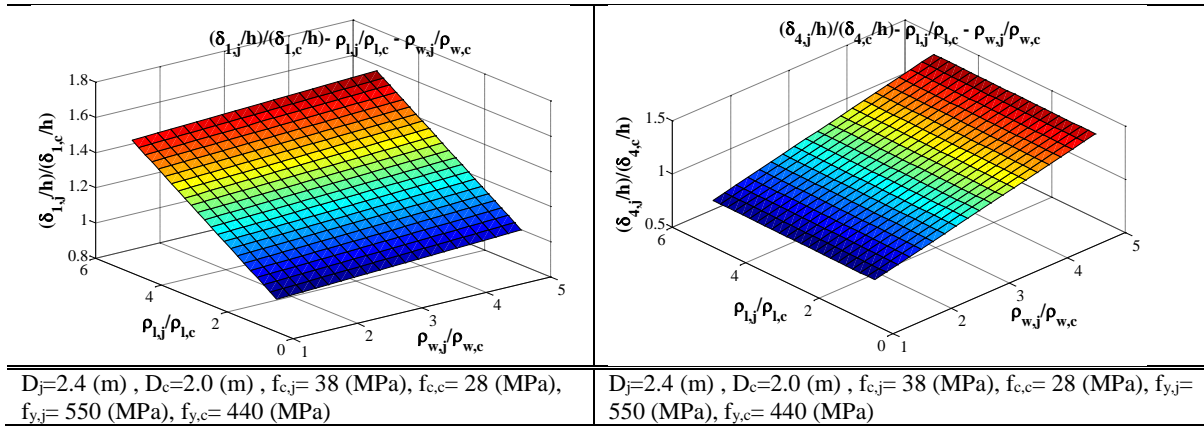 (δ1,j/h)/(δ1,c/h)- ρl,j/ρl,c - ρw,j/ρw,c
1.8
1.6
1.4
1.2
1
0.8
(δ1,j/h)/(δ1,c/h)
6
4
2
0
ρl,j/ρl,c
1
2
3
4
5
ρw,j/ρw,c
(δ4,j/h)/(δ4,c/h)- ρl,j/ρl,c - ρw,j/ρw,c
1.5
1
0.5
(δ4,j/h)/(δ4,c/h)
6
4
2
0
ρl,j/ρl,c
1
2
3
4
5
ρw,j/ρw,c
Dj=2.4 (m) , Dc=2.0 (m) , fc,j= 38 (MPa), fc,c= 28 (MPa),
fy,j= 550 (MPa), fy,c= 440 (MPa)
Dj=2.4 (m) , Dc=2.0 (m) , fc,j= 38 (MPa), fc,c= 28 (MPa), fy,j=
550 (MPa), fy,c= 440 (MPa)